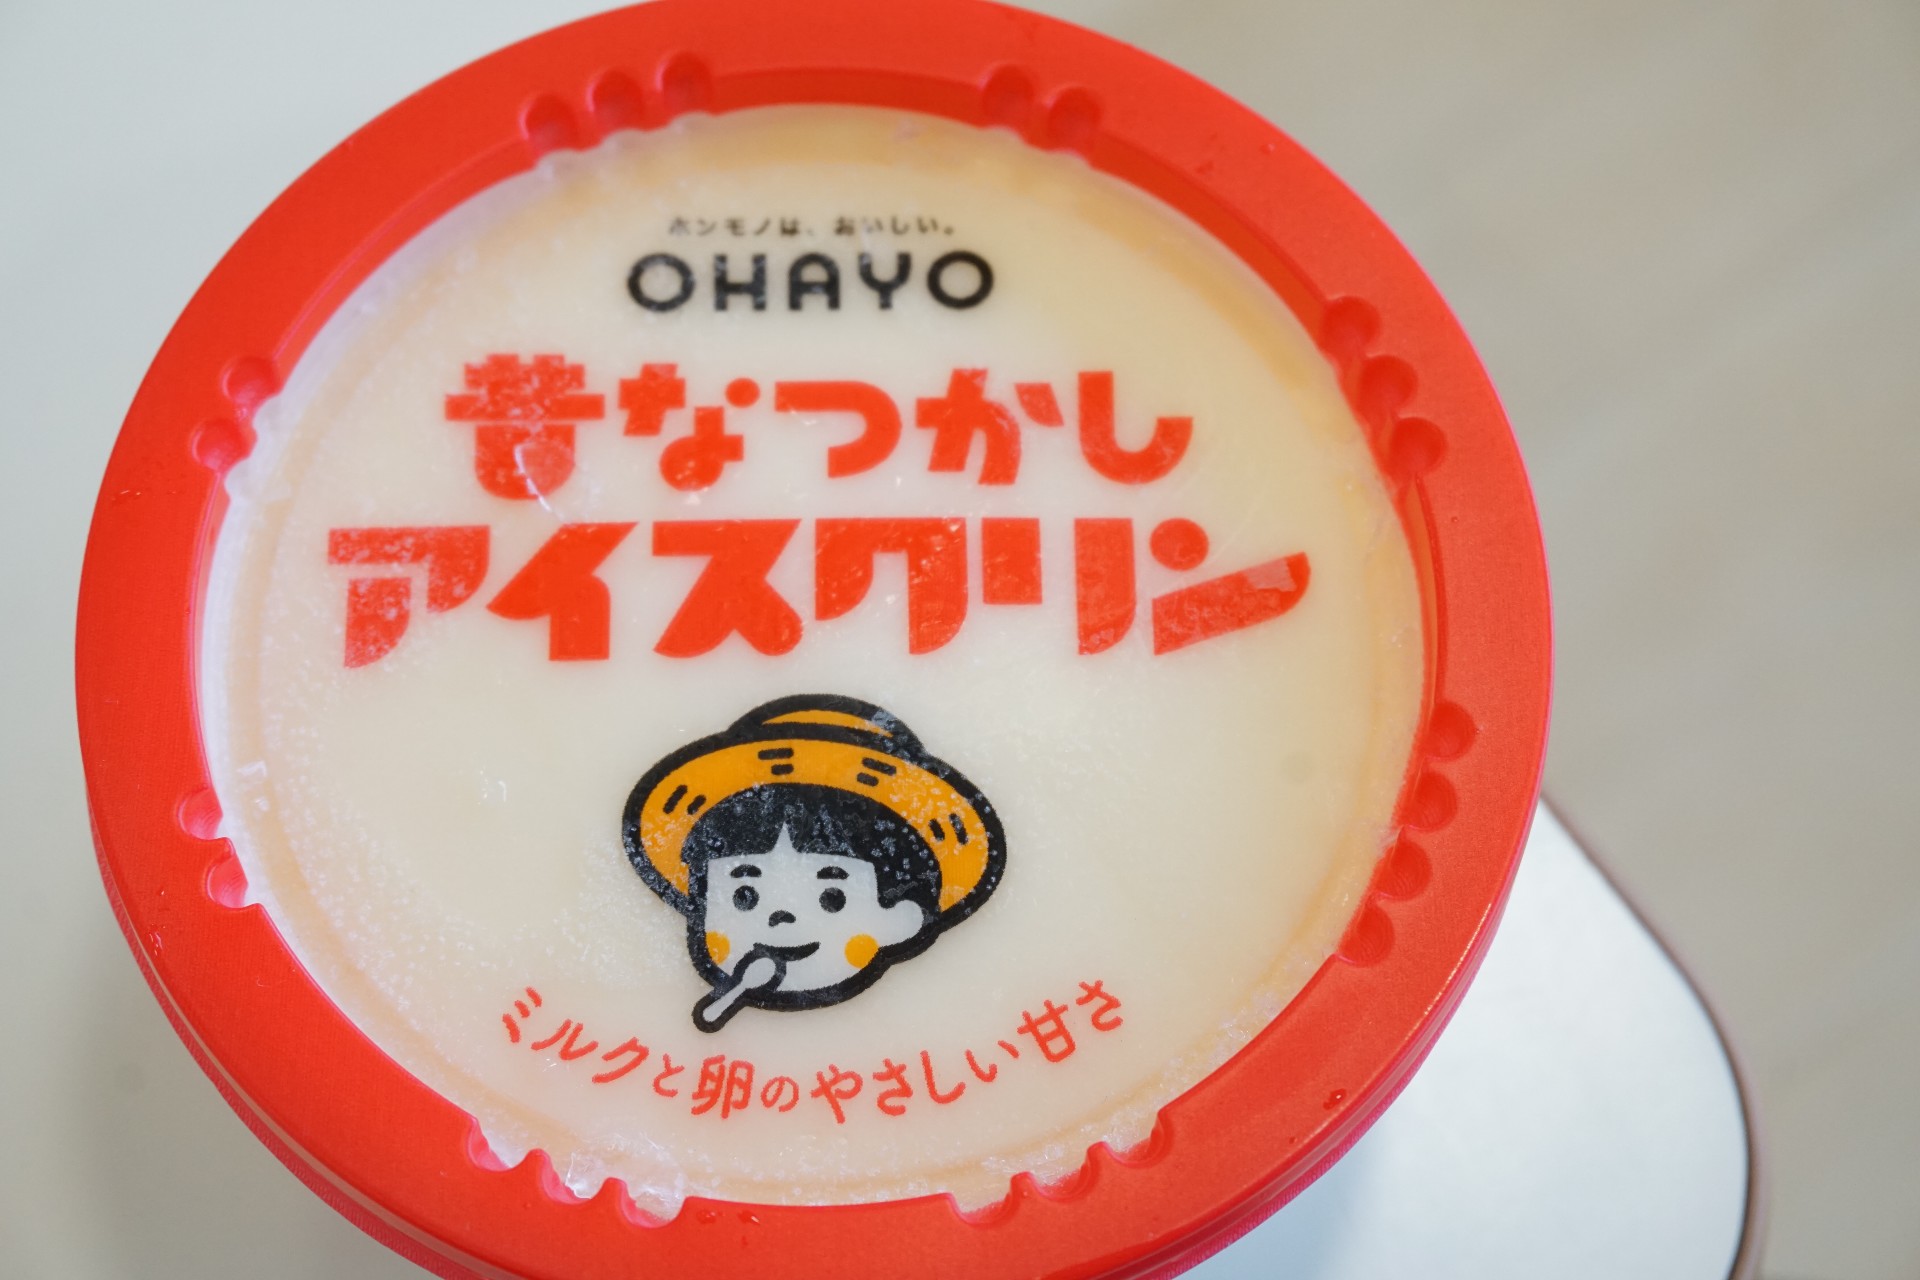 ホンモノは、おいしい。
OHAYO
昔なつかし
アイスクリン
ミルクと卵のやさしい甘さ